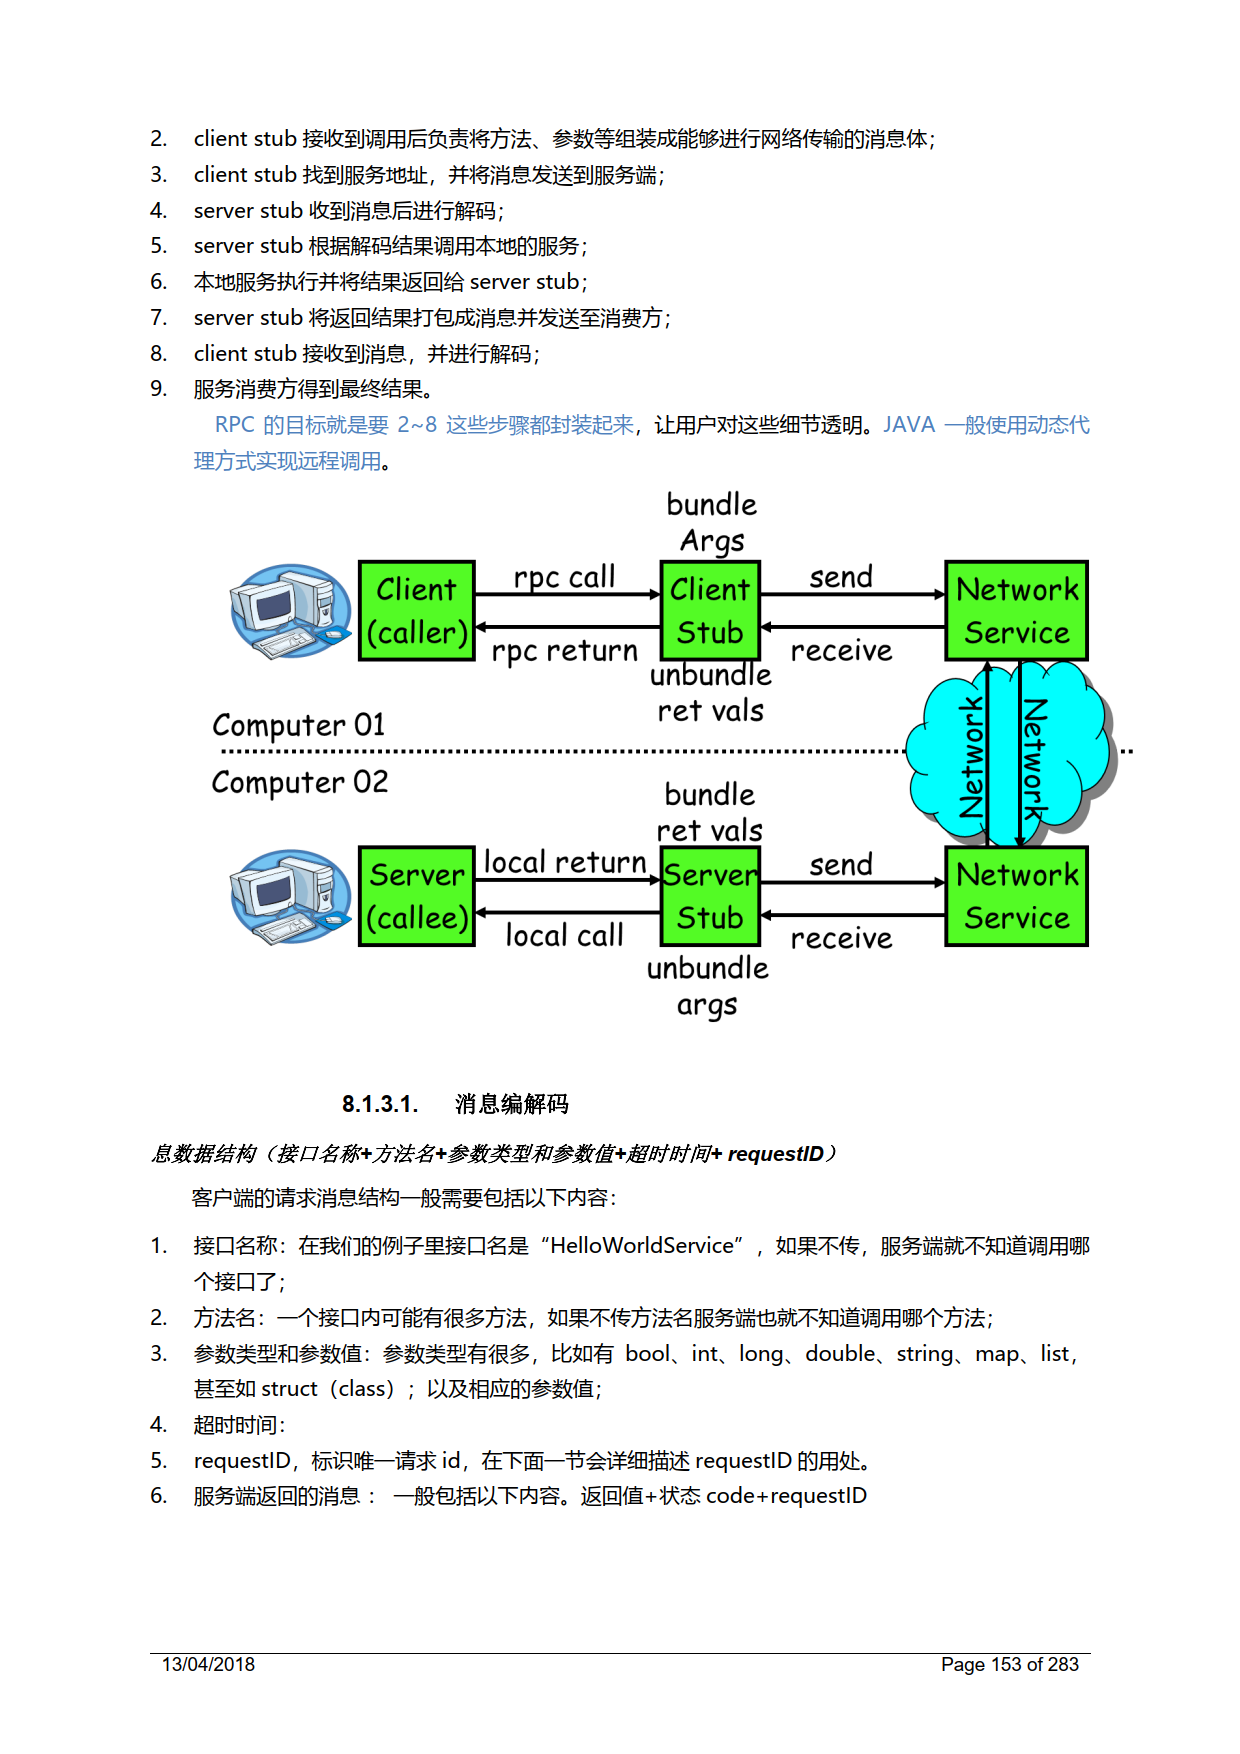 2. client stub 接收到调用后负责将方法、参数等组装成能够进行网络传输的消息体；
3. client stub 找到服务地址，并将消息发送到服务端；
4. server stub 收到消息后进行解码；
5. server stub 根据解码结果调用本地的服务；
6. 本地服务执行并将结果返回给 server stub；
7. server stub 将返回结果打包成消息并发送至消费方；
8. client stub 接收到消息，并进行解码；
9. 服务消费方得到最终结果。
RPC 的目标就是要 2~8 这些步骤都封装起来，让用户对这些细节透明。JAVA 一般使用动态代
理方式实现远程调用。
bundle
Args
Client
(caller)
rpc call
rpc return
Client
Stub
send
receive
Network
Service
unbundle
ret vals
Computer 01
Network
Network
Computer 02
bundle
ret vals
Server
(callee)
local return
local call
Server
Stub
send
receive
Network
Service
unbundle
args
8.1.3.1. 消息编解码
息数据结构（接口名称+方法名+参数类型和参数值+超时时间+ requestID）
客户端的请求消息结构一般需要包括以下内容：
1. 接口名称：在我们的例子里接口名是“HelloWorldService”，如果不传，服务端就不知道调用哪
个接口了；
2. 方法名：一个接口内可能有很多方法，如果不传方法名服务端也就不知道调用哪个方法；
3. 参数类型和参数值：参数类型有很多，比如有 bool、int、long、double、string、map、list，
甚至如 struct（class）；以及相应的参数值；
4. 超时时间：
5. requestID，标识唯一请求 id，在下面一节会详细描述 requestID 的用处。
6. 服务端返回的消息 ： 一般包括以下内容。返回值+状态 code+requestID
13/04/2018 Page 153 of 283